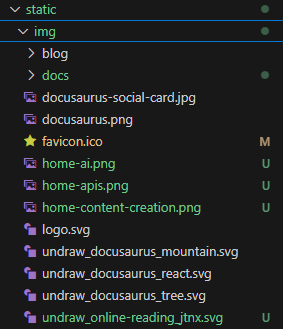 static
img
blog
docs
docusaurus-social-card.jpg
docusaurus.png
favicon.ico M
home-ai.png U
home-apis.png U
home-content-creation.png U
logo.svg
undraw_docusaurus_mountain.svg
undraw_docusaurus_react.svg
undraw_docusaurus_tree.svg
undraw_online-reading_jtnx.svg U